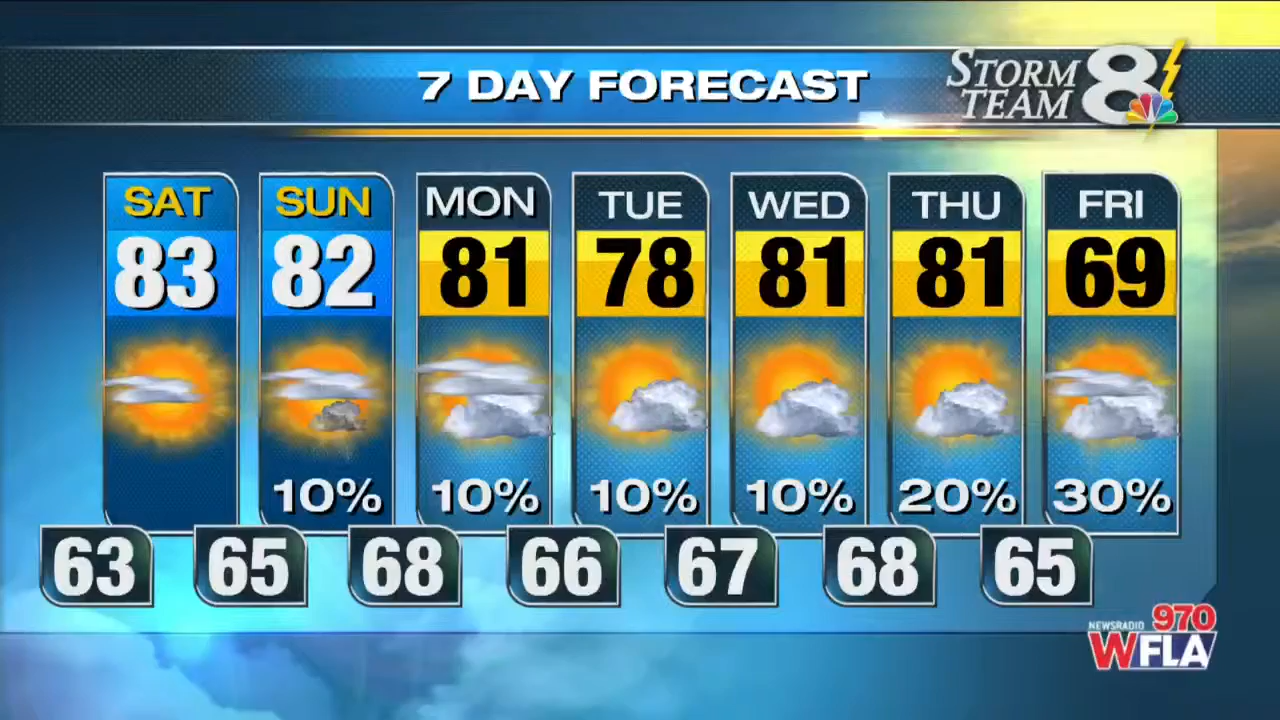 7 DAY FORECAST
STORM TEAM 8
SAT SUN MON TUE WED THU FRI
83 82 81 78 81 81 69
10% 10% 10% 10% 20% 30%
63 65 68 66 67 68 65
NEWSRADIO 970
WFLA